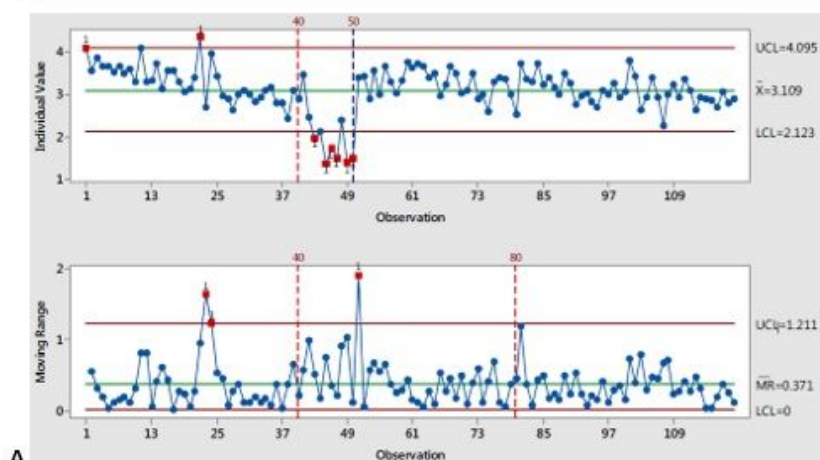 40 50
4
3
2
1
Individual Value
UCL=4.095
X̄=3.109
LCL=2.123
1 13 25 37 49 61 73 85 97 109
Observation
40 80
2
1
0
Moving Range
UCL=1.211
M̄R̄=0.371
LCL=0
1 13 25 37 49 61 73 85 97 109
Observation
A